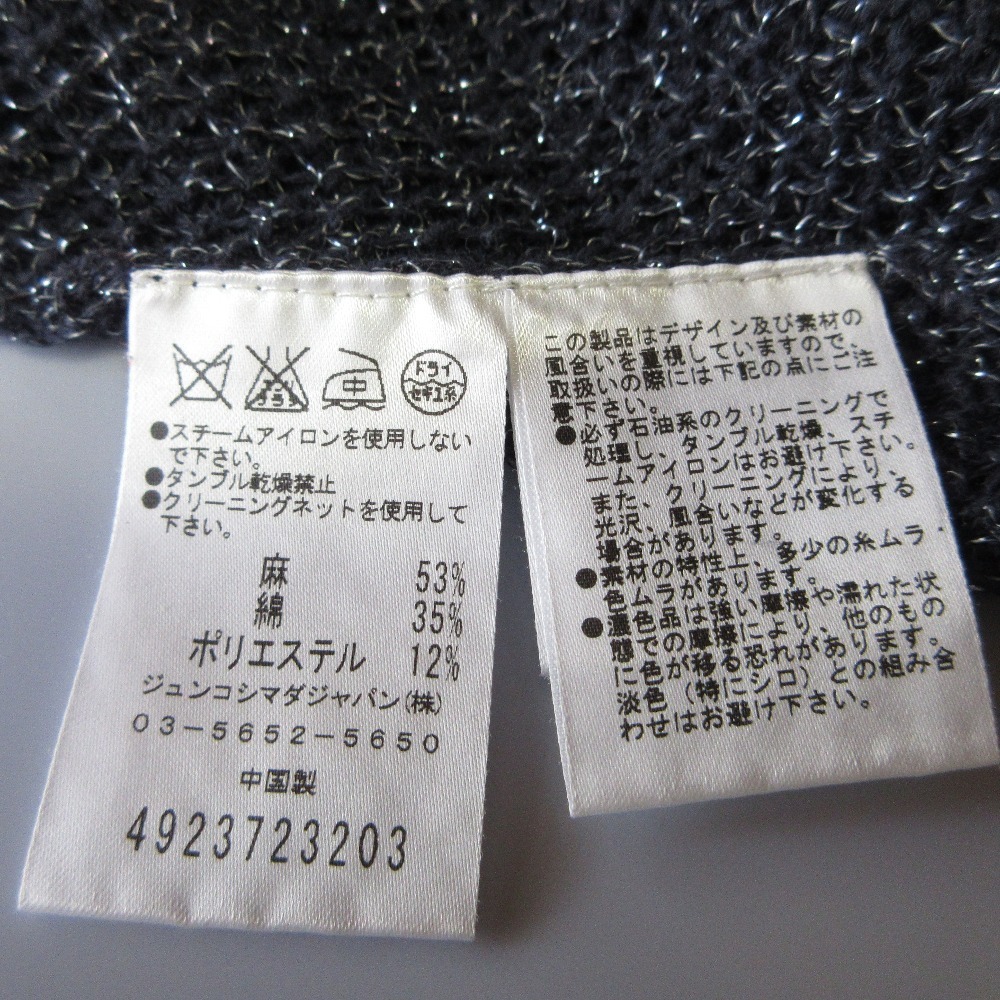 エンソ
サラシ
中
ドライ
セキユ系
●スチームアイロンを使用しない
で下さい。
●タンブル乾燥禁止
●クリーニングネットを使用して
下さい。
麻 53%
綿 35%
ポリエステル 12%
ジュンコシマダジャパン(株)
03-5652-5650
中国製
4923723203
この製品はデザイン及び素材の
風合いを重視していますので、
取扱いの際には下記の点にご注
意下さい。
●必ず石油系のクリーニングで
処理し、タンブル乾燥、スチ
ームアイロンはお避け下さい。
また、クリーニングにより、
光沢、風合いなどが変化する
場合があります。
●素材の特性上、多少の糸ムラ・
色ムラがあります。
●濃色品は強い摩擦や濡れた状
態での摩擦により、他のもの
に色が移る恐れがあります。
淡色(特にシロ)との組み合
わせはお避け下さい。